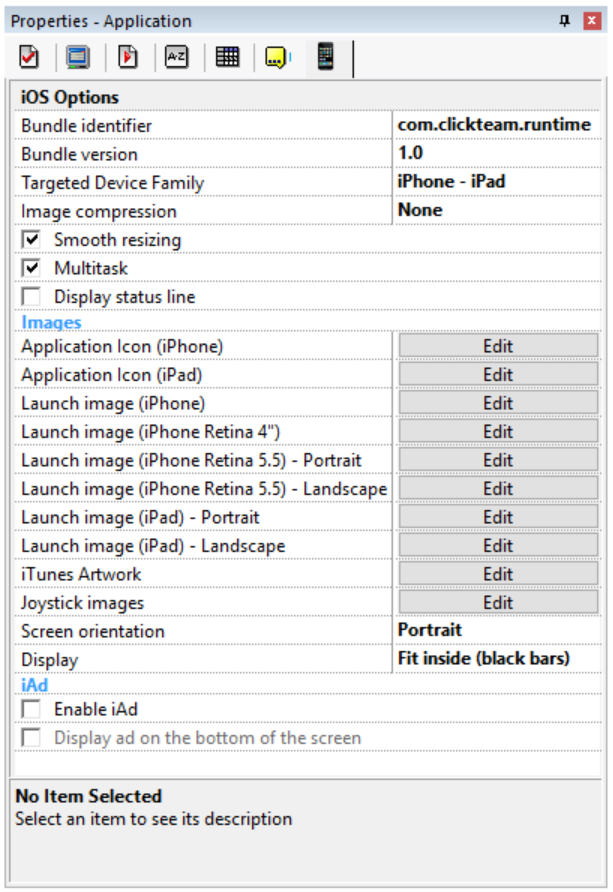 Properties - Application
A-Z
iOS Options
Bundle identifier com.clickteam.runtime
Bundle version 1.0
Targeted Device Family iPhone - iPad
Image compression None
Smooth resizing
Multitask
Display status line
Images
Application Icon (iPhone) Edit
Application Icon (iPad) Edit
Launch image (iPhone) Edit
Launch image (iPhone Retina 4") Edit
Launch image (iPhone Retina 5.5) - Portrait Edit
Launch image (iPhone Retina 5.5) - Landscape Edit
Launch image (iPad) - Portrait Edit
Launch image (iPad) - Landscape Edit
iTunes Artwork Edit
Joystick images Edit
Screen orientation Portrait
Display Fit inside (black bars)
iAd
Enable iAd
Display ad on the bottom of the screen
No Item Selected
Select an item to see its description